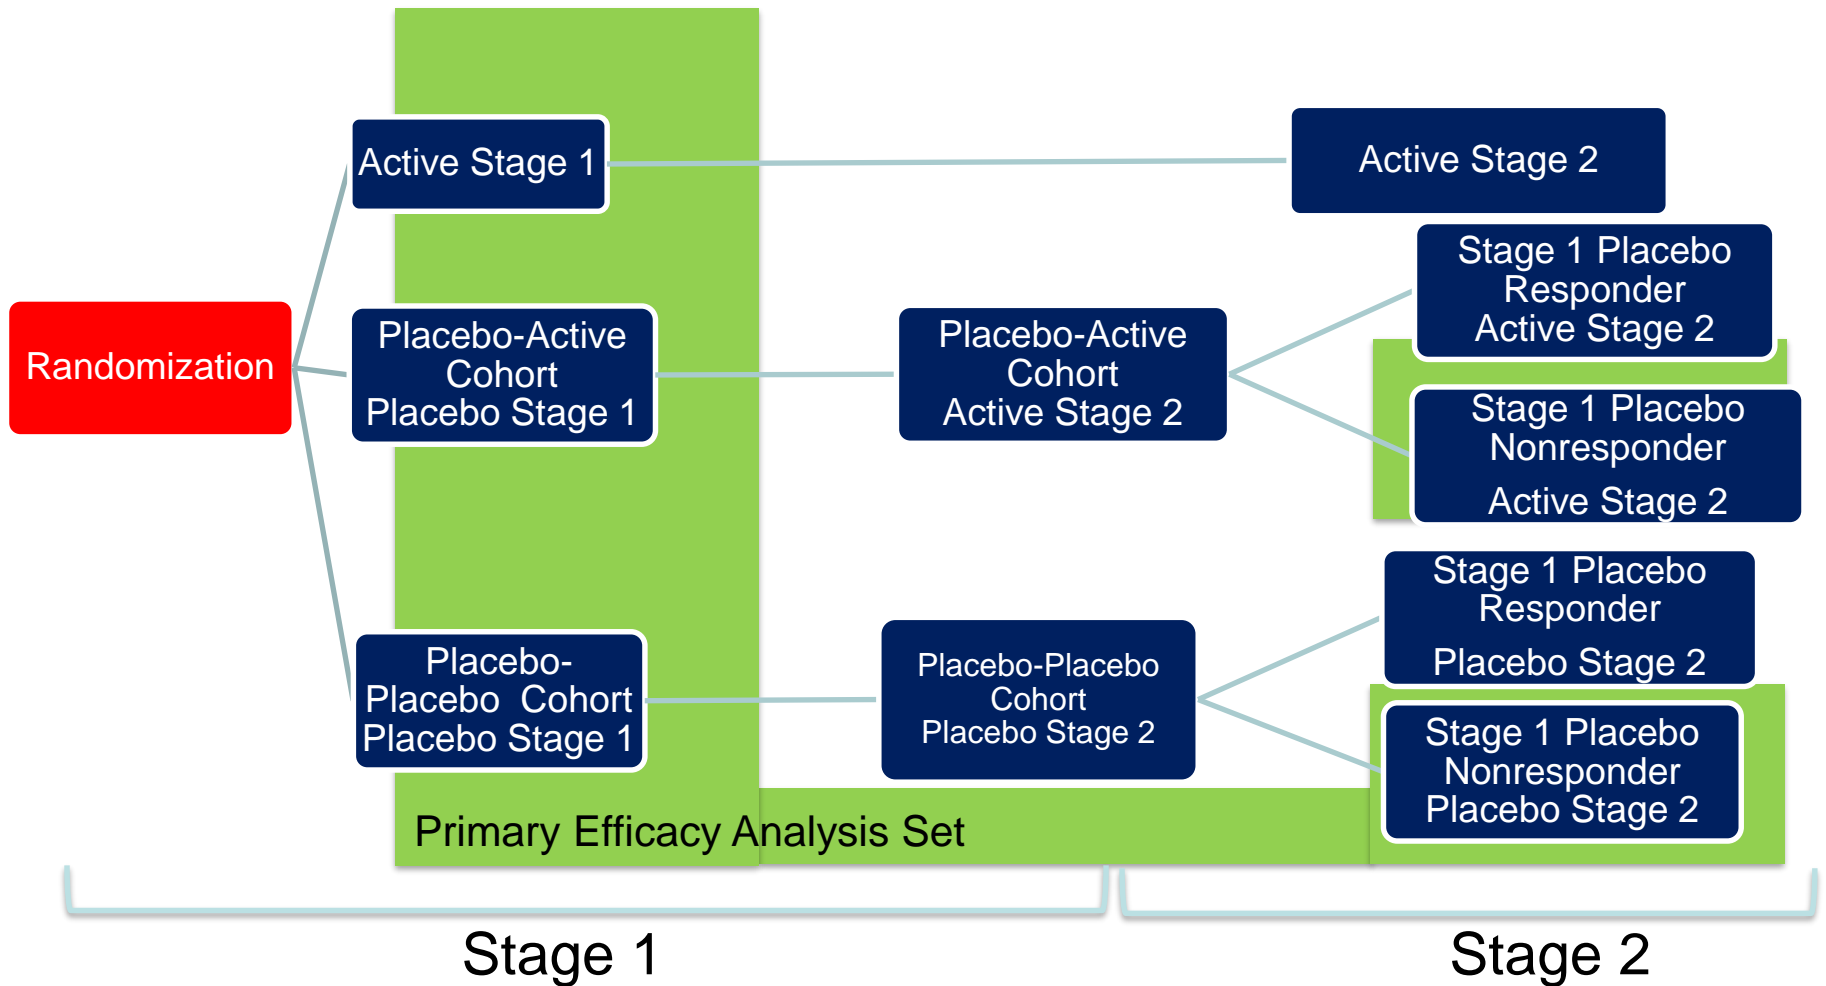 Randomization
Active Stage 1
Placebo-Active
Cohort
Placebo Stage 1
Placebo-
Placebo  Cohort
Placebo Stage 1
Placebo-Active
Cohort
Active Stage 2
Placebo-Placebo
Cohort
Placebo Stage 2
Active Stage 2
Stage 1 Placebo
Responder
Active Stage 2
Stage 1 Placebo
Nonresponder
Active Stage 2
Stage 1 Placebo
Responder
Placebo Stage 2
Stage 1 Placebo
Nonresponder
Placebo Stage 2
Primary Efficacy Analysis Set
Stage 1
Stage 2